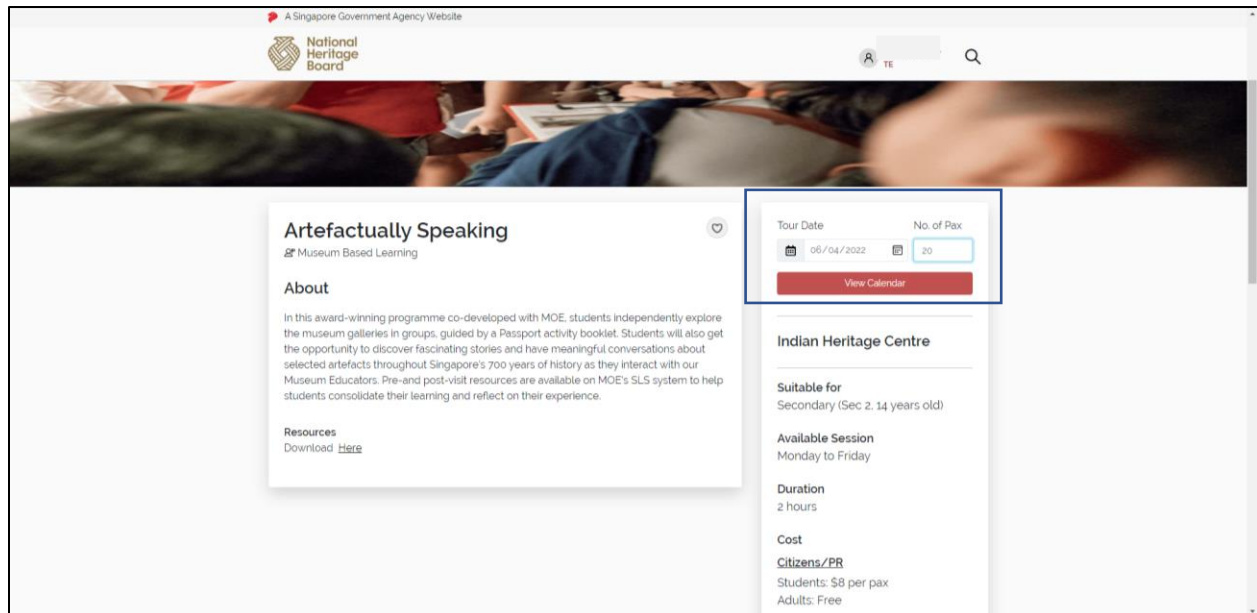 A Singapore Government Agency Website
National
Heritage
Board
TE
Artefactually Speaking
Museum Based Learning
About
In this award-winning programme co-developed with MOE, students independently explore
the museum galleries in groups, guided by a Passport activity booklet. Students will also get
the opportunity to discover fascinating stories and have meaningful conversations about
selected artefacts throughout Singapore's 700 years of history as they interact with our
Museum Educators. Pre-and post-visit resources are available on MOE's SLS system to help
students consolidate their learning and reflect on their experience.
Resources
Download Here
Tour Date No. of Pax
06/04/2022 20
View Calendar
Indian Heritage Centre
Suitable for
Secondary (Sec 2, 14 years old)
Available Session
Monday to Friday
Duration
2 hours
Cost
Citizens/PR
Students: $8 per pax
Adults: Free